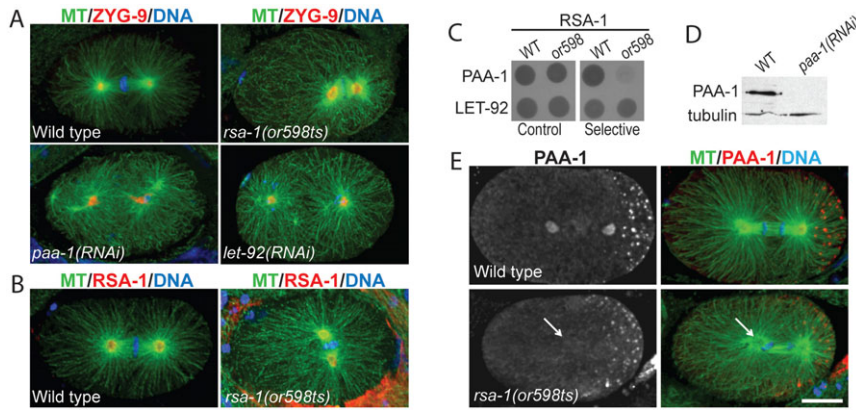 A
MT/ZYG-9/DNA
MT/ZYG-9/DNA
Wild type
rsa-1(or598ts)
paa-1(RNAi)
let-92(RNAi)
B
MT/RSA-1/DNA
MT/RSA-1/DNA
Wild type
rsa-1(or598ts)
C
RSA-1
WT
or598
WT
or598
PAA-1
LET-92
Control
Selective
D
WT
paa-1(RNAi)
PAA-1
tubulin
E
PAA-1
MT/PAA-1/DNA
Wild type
rsa-1(or598ts)